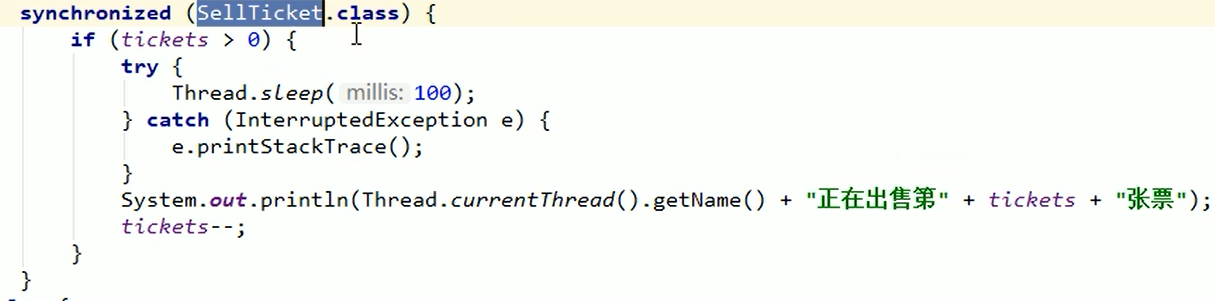 synchronized (SellTicket.class) {
if (tickets > 0) {
try {
Thread.sleep( millis: 100);
} catch (InterruptedException e) {
e.printStackTrace();
}
System.out.println(Thread.currentThread().getName() + "正在出售第" + tickets + "张票");
tickets--;
}
}